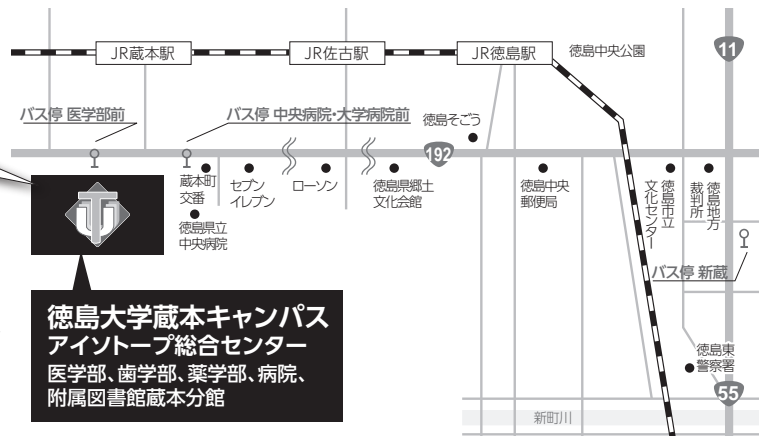 JR蔵本駅
JR佐古駅
JR徳島駅
徳島中央公園
11
バス停 医学部前
バス停 中央病院・大学病院前
徳島そごう
192
蔵本町
交番
セブン
イレブン
ローソン
徳島県郷土
文化会館
徳島中央
郵便局
徳島市立
文化センター
徳島地方
裁判所
徳島県立
中央病院
バス停 新蔵
徳島大学蔵本キャンパス
アイソトープ総合センター
医学部、歯学部、薬学部、病院、
附属図書館蔵本分館
徳島東
警察署
55
新町川